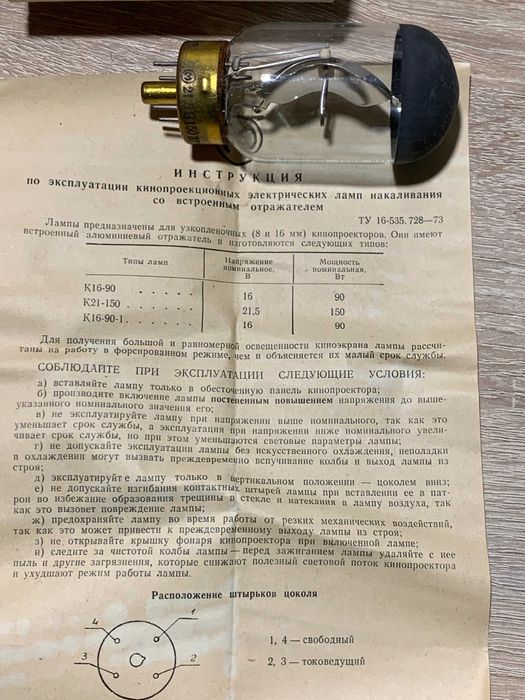 ИНСТРУКЦИЯ
по эксплуатации кинопроекционных электрических ламп накаливания
со встроенным отражателем
ТУ 16-535.728—73
Лампы предназначены для узкопленочных (8 и 16 мм) кинопроекторов. Они имеют
встроенный алюминиевый отражатель и изготовляются следующих типов:
Типы ламп Напряжение номинальное, В Мощность номинальная, Вт
К16-90 . . . . . 16 90
К21-150 . . . . . 21,5 150
К16-90-1 . . . . . 16 90
Для получения большой и равномерной освещенности киноэкрана лампы рассчи-
таны на работу в форсированном режиме, чем и объясняется их малый срок службы.
СОБЛЮДАЙТЕ ПРИ ЭКСПЛУАТАЦИИ СЛЕДУЮЩИЕ УСЛОВИЯ:
а) вставляйте лампу только в обесточенную панель кинопроектора;
б) производите включение лампы постепенным повышением напряжения до выше-
указанного номинального значения его;
в) не эксплуатируйте лампу при напряжении выше номинального, так как это
уменьшает срок службы, а эксплуатация при напряжении ниже номинального увели-
чивает срок службы, но при этом уменьшаются световые параметры лампы;
г) не допускайте эксплуатации лампы без искусственного охлаждения, неполадки
в охлаждении могут вызвать преждевременно вспучивание колбы и выход лампы из
строя;
д) эксплуатируйте лампу только в вертикальном положении — цоколем вниз;
е) не допускайте изгибания контактных штырей лампы при вставлении ее в пат-
рон во избежание образования трещины в стекле и натекания в лампу воздуха, так
как это вызовет повреждение лампы;
ж) предохраняйте лампу во время работы от резких механических воздействий,
так как это может привести к преждевременному выходу лампы из строя;
з) не открывайте крышку фонаря кинопроектора при включенной лампе;
и) следите за чистотой колбы лампы — перед зажиганием лампы удаляйте с нее
пыль и другие загрязнения, которые снижают полезный световой поток кинопроектора
и ухудшают режим работы лампы.
Расположение штырьков цоколя
4 1
3 2
1, 4 — свободный
2, 3 — токоведущий